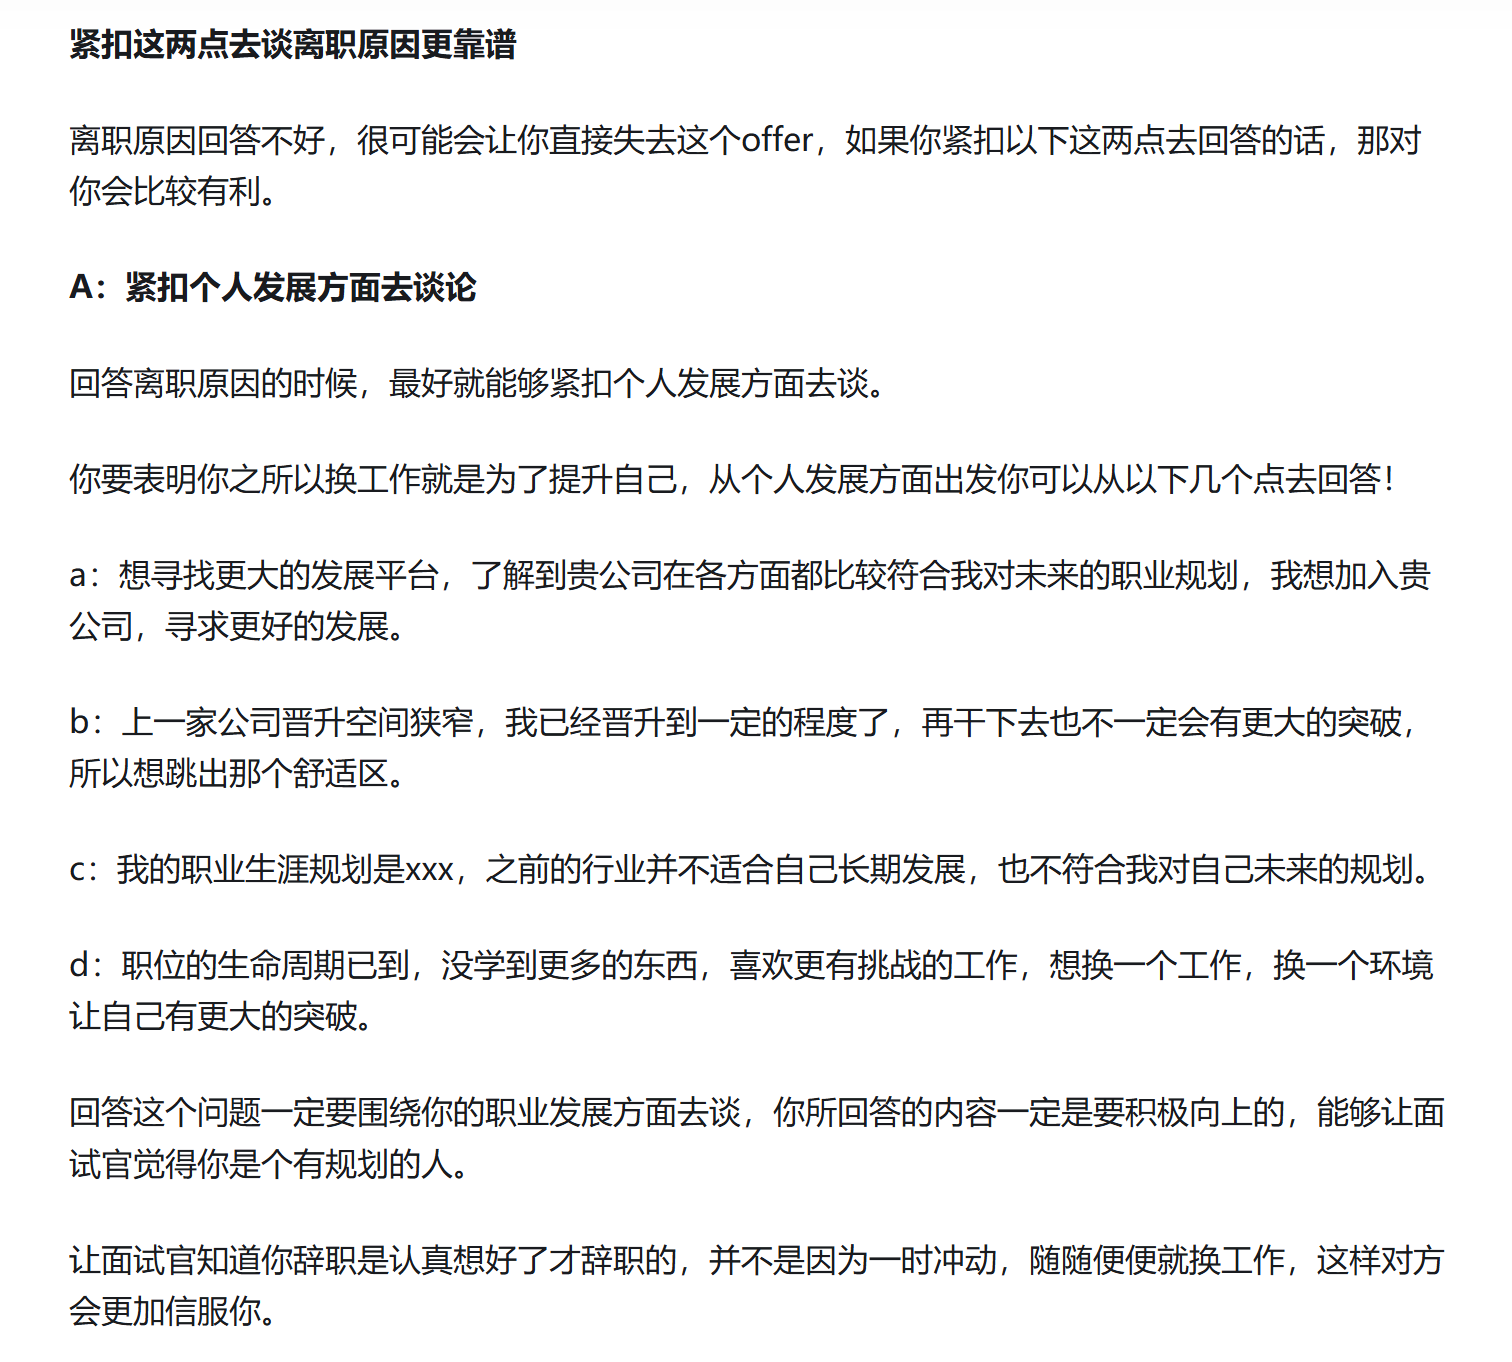 紧扣这两点去谈离职原因更靠谱
离职原因回答不好，很可能会让你直接失去这个offer，如果你紧扣以下这两点去回答的话，那对
你会比较有利。
A：紧扣个人发展方面去谈论
回答离职原因的时候，最好就能够紧扣个人发展方面去谈。
你要表明你之所以换工作就是为了提升自己，从个人发展方面出发你可以从以下几个点去回答！
a：想寻找更大的发展平台，了解到贵公司在各方面都比较符合我对未来的职业规划，我想加入贵
公司，寻求更好的发展。
b：上一家公司晋升空间狭窄，我已经晋升到一定的程度了，再干下去也不一定会有更大的突破，
所以想跳出那个舒适区。
c：我的职业生涯规划是xxx，之前的行业并不适合自己长期发展，也不符合我对自己未来的规划。
d：职位的生命周期已到，没学到更多的东西，喜欢更有挑战的工作，想换一个工作，换一个环境
让自己有更大的突破。
回答这个问题一定要围绕你的职业发展方面去谈，你所回答的内容一定是要积极向上的，能够让面
试官觉得你是个有规划的人。
让面试官知道你辞职是认真想好了才辞职的，并不是因为一时冲动，随随便便就换工作，这样对方
会更加信服你。